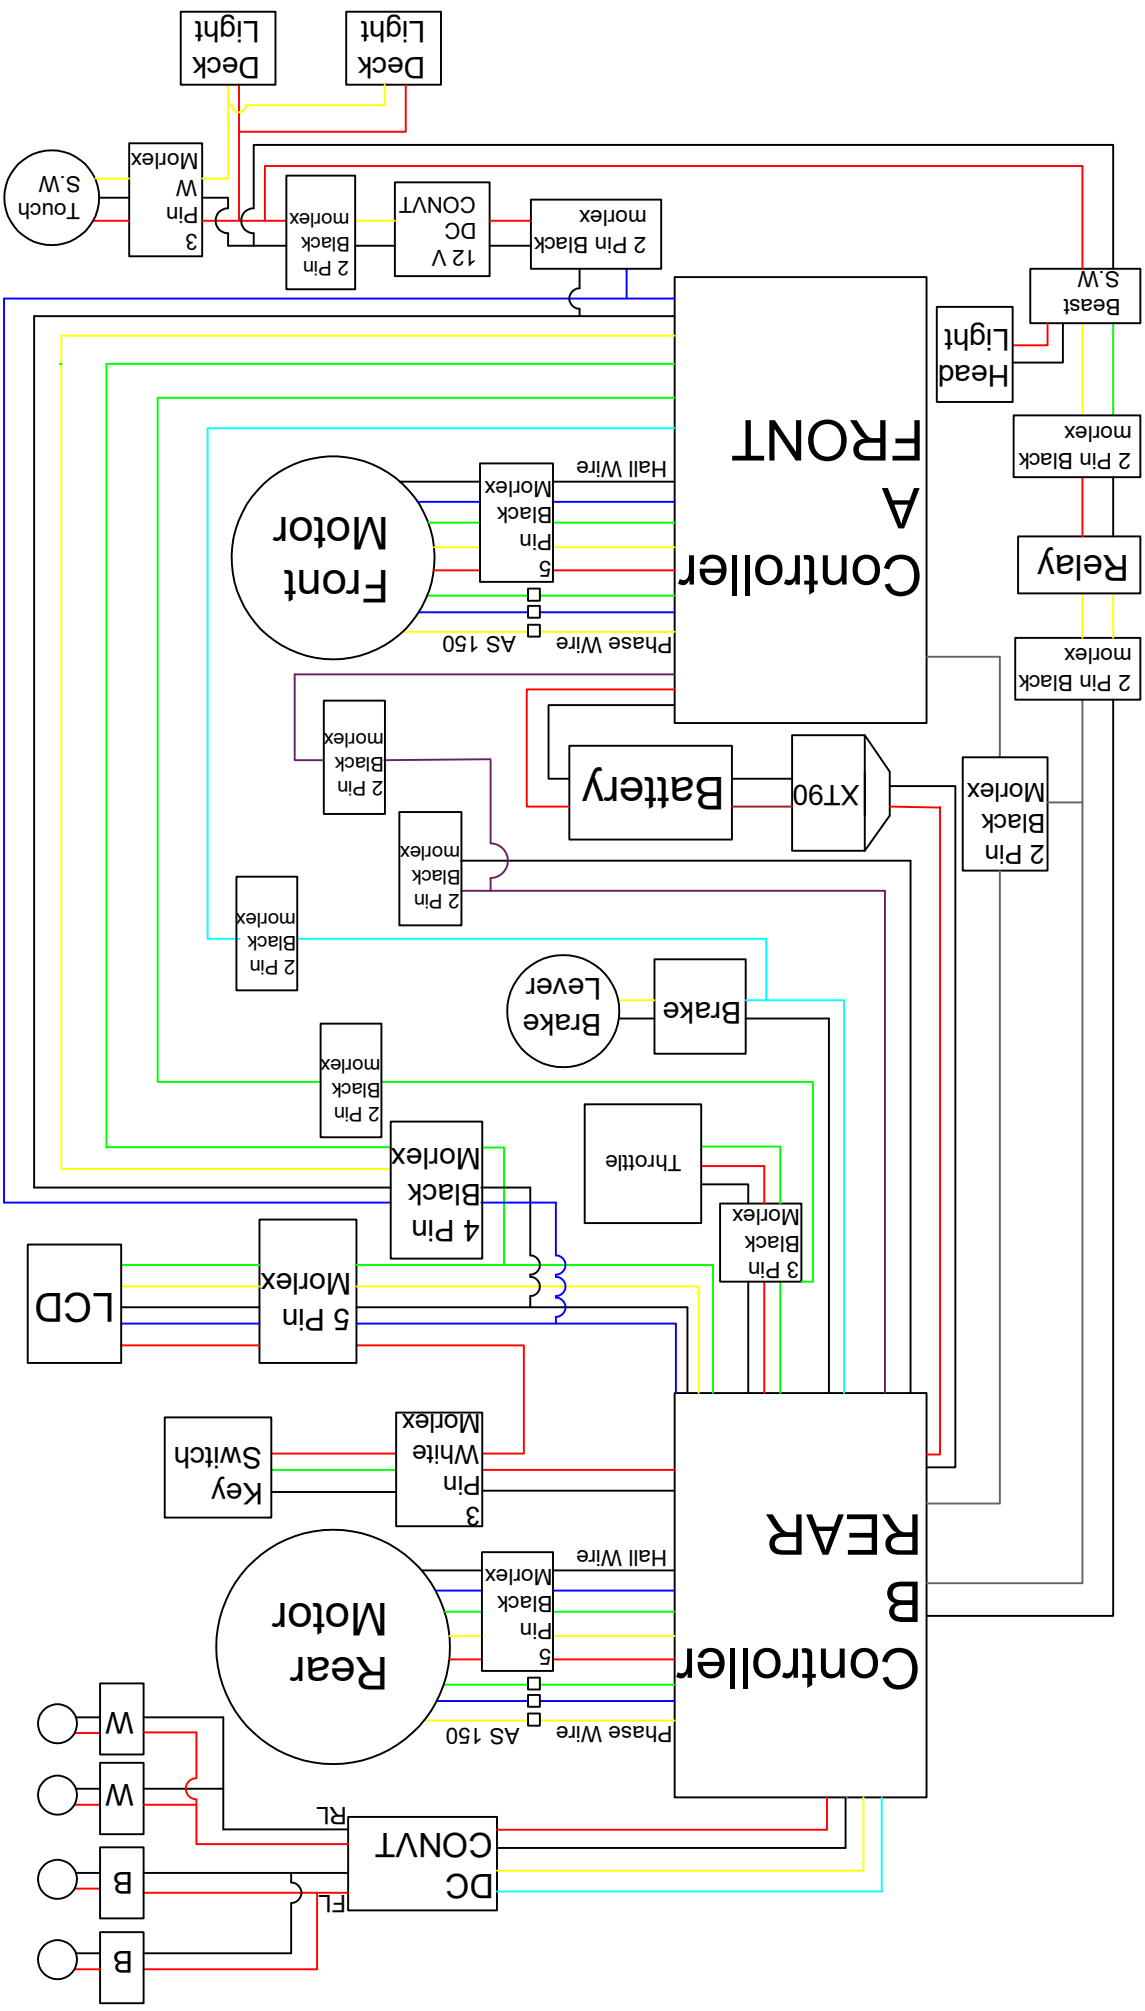 B
B
FL
DC
CONVT
RL
W
W
Controller
B
REAR
Phase Wire
AS 150
5
Pin
Black
Morlex
Hall Wire
Rear
Motor
3
Pin
White
Morlex
Key
Switch
5 Pin
Morlex
LCD
4 Pin
Black
Morlex
3 Pin
Black
Morlex
Throttle
2 Pin
Black
morlex
Brake
Brake
Lever
2 Pin
Black
morlex
2 Pin
Black
morlex
2 Pin
Black
morlex
2 Pin
Black
Morlex
XT90
Battery
2 Pin Black
morlex
Relay
2 Pin Black
morlex
Controller
A
FRONT
Phase Wire
AS 150
5
Pin
Black
Morlex
Hall Wire
Front
Motor
Head
Light
Beast
S.W
2 Pin Black
morlex
12 V
DC
CONVT
2 Pin
Black
morlex
3
Pin
W
Morlex
Touch
S.W
Deck
Light
Deck
Light